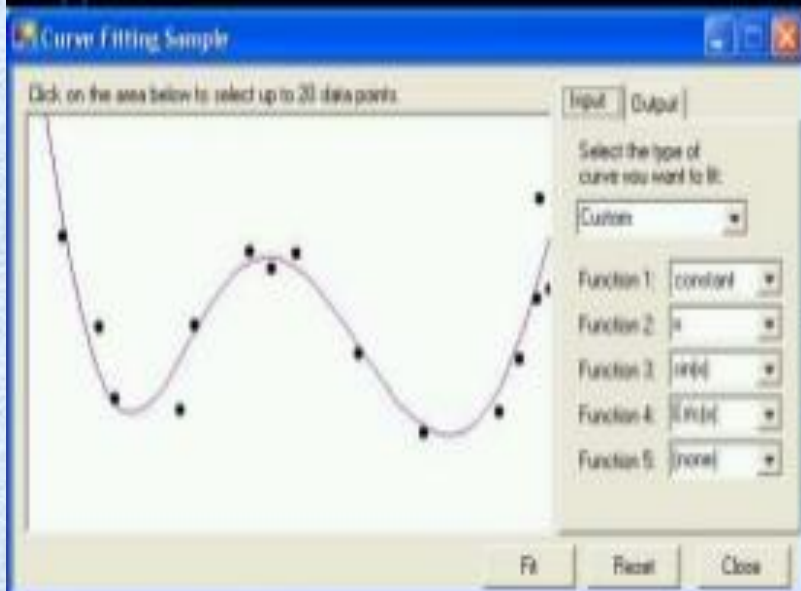 Curve Fitting Sample
Click on the area below to select up to 20 data points
Input Output
Select the type of
curve you want to fit:
Custom
Function 1: constant
Function 2: x
Function 3: sin(x)
Function 4:
Function 5: (none)
Fit Reset Close